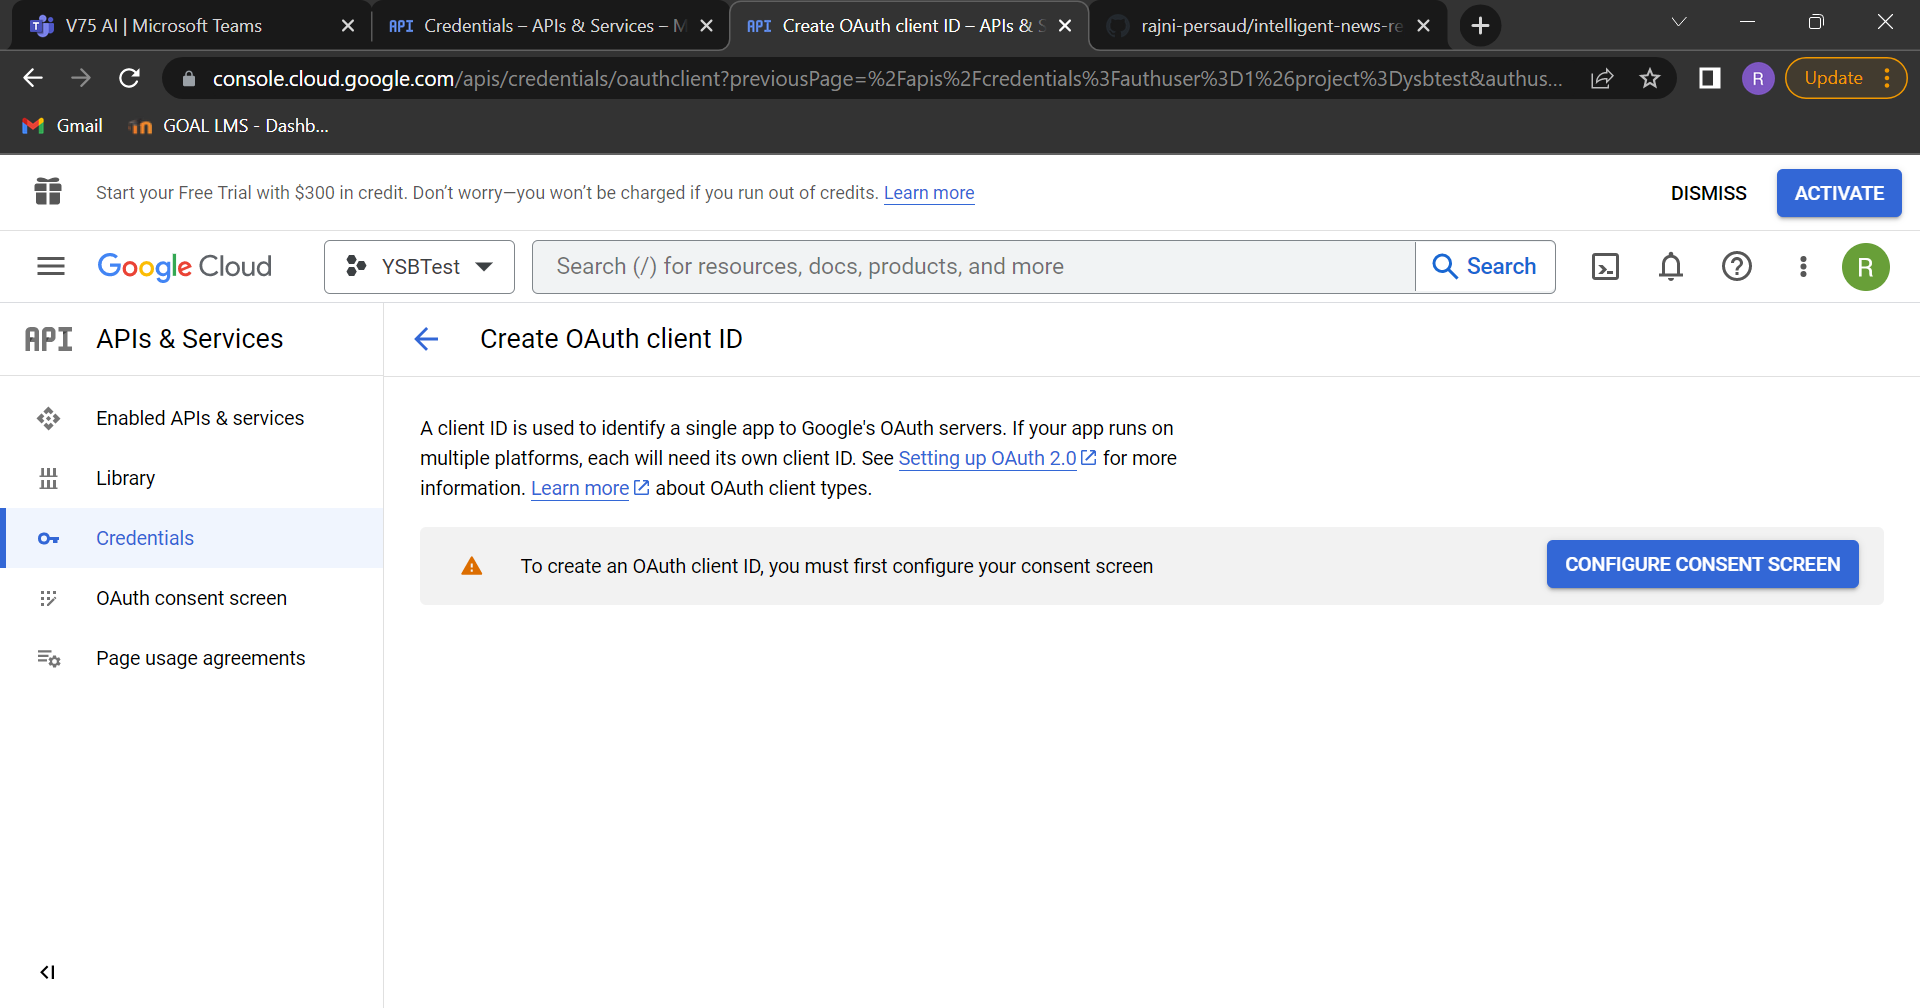 V75 AI | Microsoft Teams
API Credentials – APIs & Services – M
API Create OAuth client ID – APIs & S
rajni-persaud/intelligent-news-re
console.cloud.google.com/apis/credentials/oauthclient?previousPage=%2Fapis%2Fcredentials%3Fauthuser%3D1%26project%3Dysbtest&authus...
R
Update
Gmail
GOAL LMS - Dashb...
Start your Free Trial with $300 in credit. Don't worry—you won't be charged if you run out of credits. Learn more
DISMISS
ACTIVATE
Google Cloud
YSBTest
Search (/) for resources, docs, products, and more
Search
R
API APIs & Services
Create OAuth client ID
Enabled APIs & services
Library
Credentials
OAuth consent screen
Page usage agreements
A client ID is used to identify a single app to Google's OAuth servers. If your app runs on
multiple platforms, each will need its own client ID. See Setting up OAuth 2.0 for more
information. Learn more about OAuth client types.
To create an OAuth client ID, you must first configure your consent screen
CONFIGURE CONSENT SCREEN